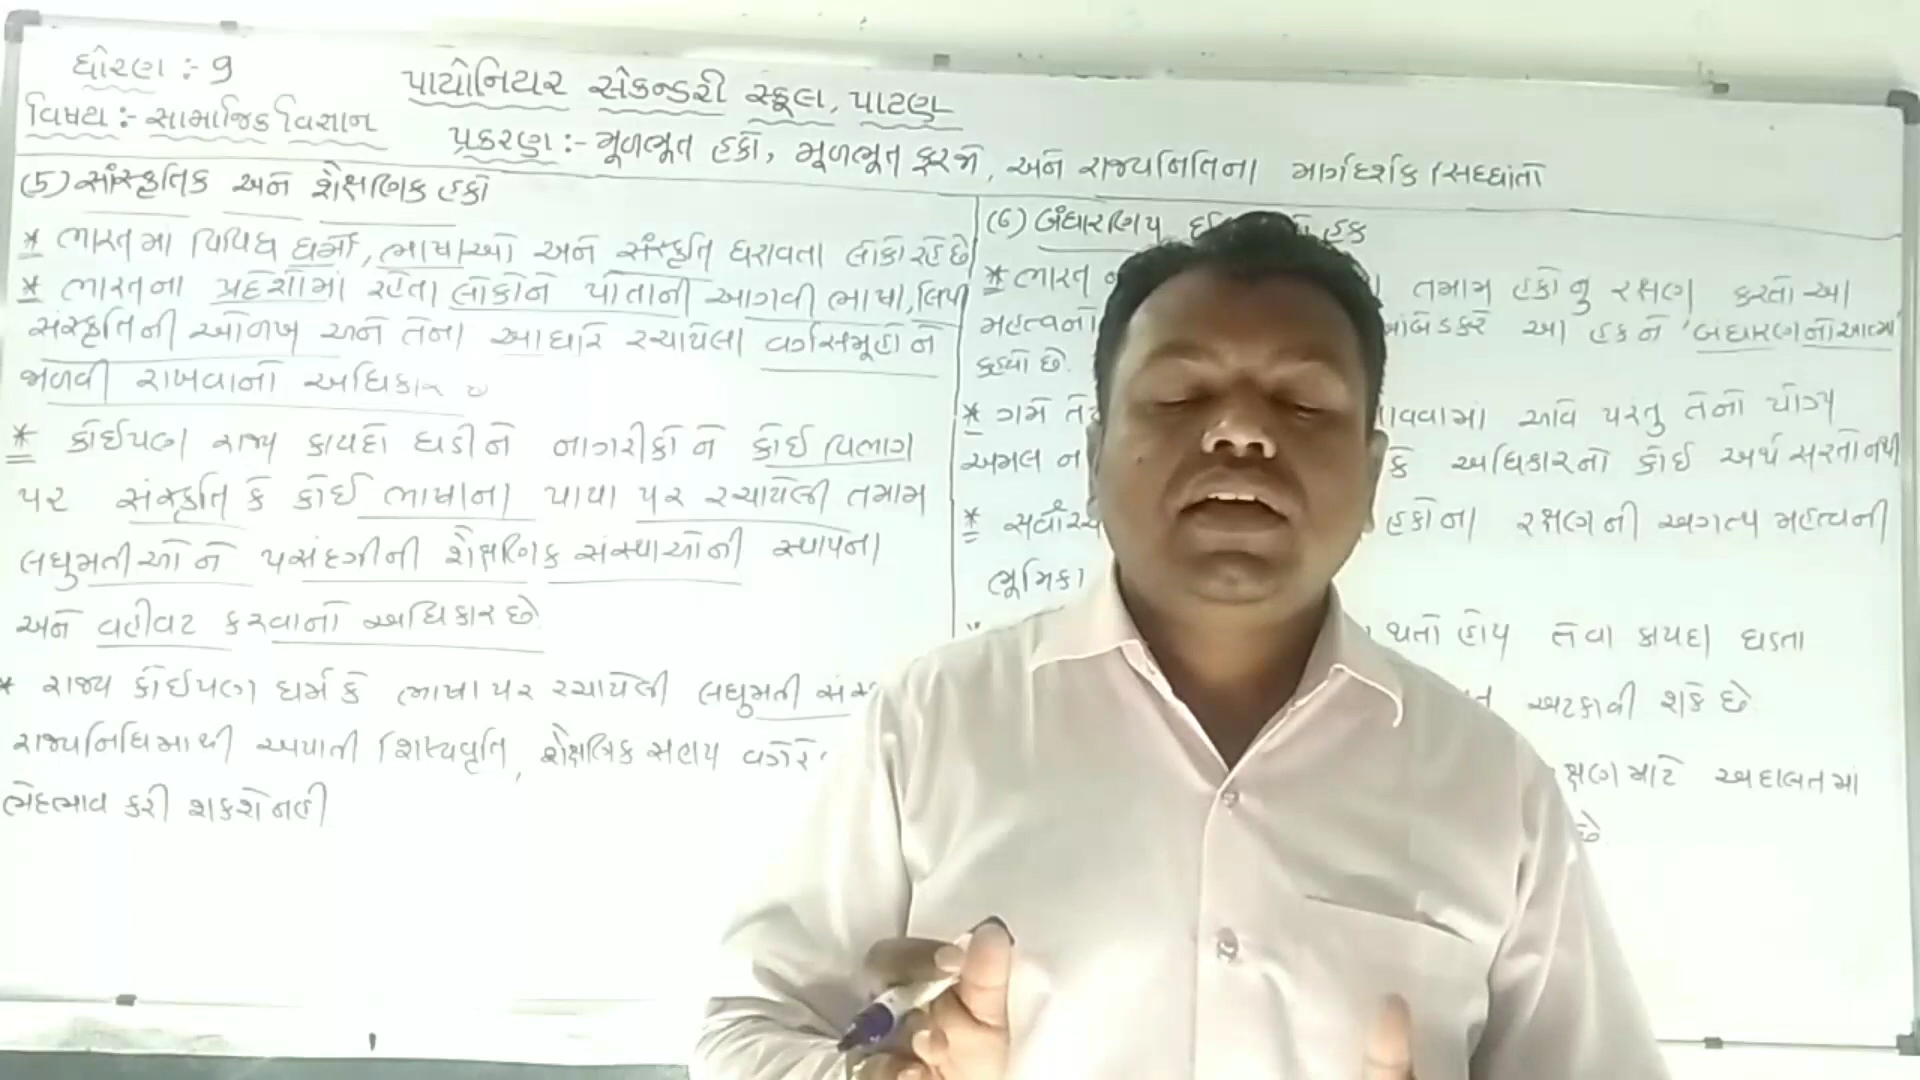 ધોરણ :- 9
પાયોનિયર સેકન્ડરી સ્કૂલ, પાટણ
વિષય :- સામાજિક વિજ્ઞાન
પ્રકરણ :- મૂળભૂત હકો, મૂળભૂત ફરજો, અને રાજ્યનિતિના માર્ગદર્શક સિદ્ધાંતો
(5) સાંસ્કૃતિક અને શૈક્ષણિક હકો
* ભારતમાં વિવિધ ધર્મો, ભાષાઓ અને સંસ્કૃતિ ધરાવતા લોકો રહે છે
* ભારતના પ્રદેશોમાં રહેતા લોકોને પોતાની આગવી ભાષા, લિપી
સંસ્કૃતિની ઓળખ અને તેના આધારે રચાયેલા વર્ગસમૂહોને
જાળવી રાખવાનો અધિકાર છે
* કોઈપણ રાજ્ય કાયદો ઘડીને નાગરીકોને કોઈ વિભાગ
પર સંસ્કૃતિ કે કોઈ ભાષાના પાયા પર રચાયેલી તમામ
લઘુમતીઓને પસંદગીની શૈક્ષણિક સંસ્થાઓની સ્થાપના
અને વહીવટ કરવાનો અધિકાર છે
* રાજ્ય કોઈપણ ધર્મ કે ભાષા પર રચાયેલી લઘુમતી
રાજ્યનિધિમાથી અપાતી શિષ્યવૃતિ, શૈક્ષણિક સહાય વગેરે
ભેદભાવ કરી શકશે નહી
(6) બંધારણિય હક
* ભારત તમામ હકોનુ રક્ષણ કરતો આ
મહત્વનો આંબેડકરે આ હકને 'બંધારણનો આત્મા'
કહ્યો છે.
* ગમે આવે પરંતુ તેનો યોગ્ય
અમલ ન કે અધિકારનો કોઈ અર્થ સરતો નથી
* હકોના રક્ષણની અગત્ય મહત્વની
ભૂમિકા
થતો હોય તેવા કાયદા ઘડતા
અટકાવી શકે છે
માટે અદાલતમાં
છે